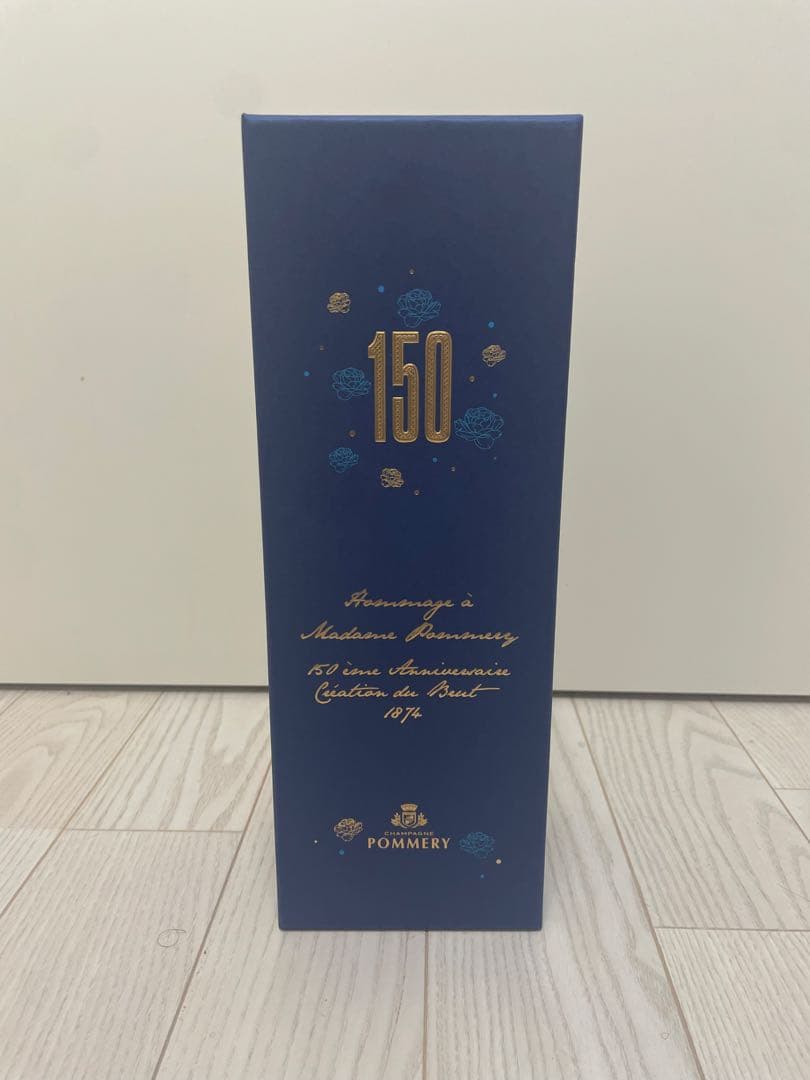 150
Hommage à
Madame Pommery
150 ème Anniversaire
Création du Brut
1874
CHAMPAGNE
POMMERY